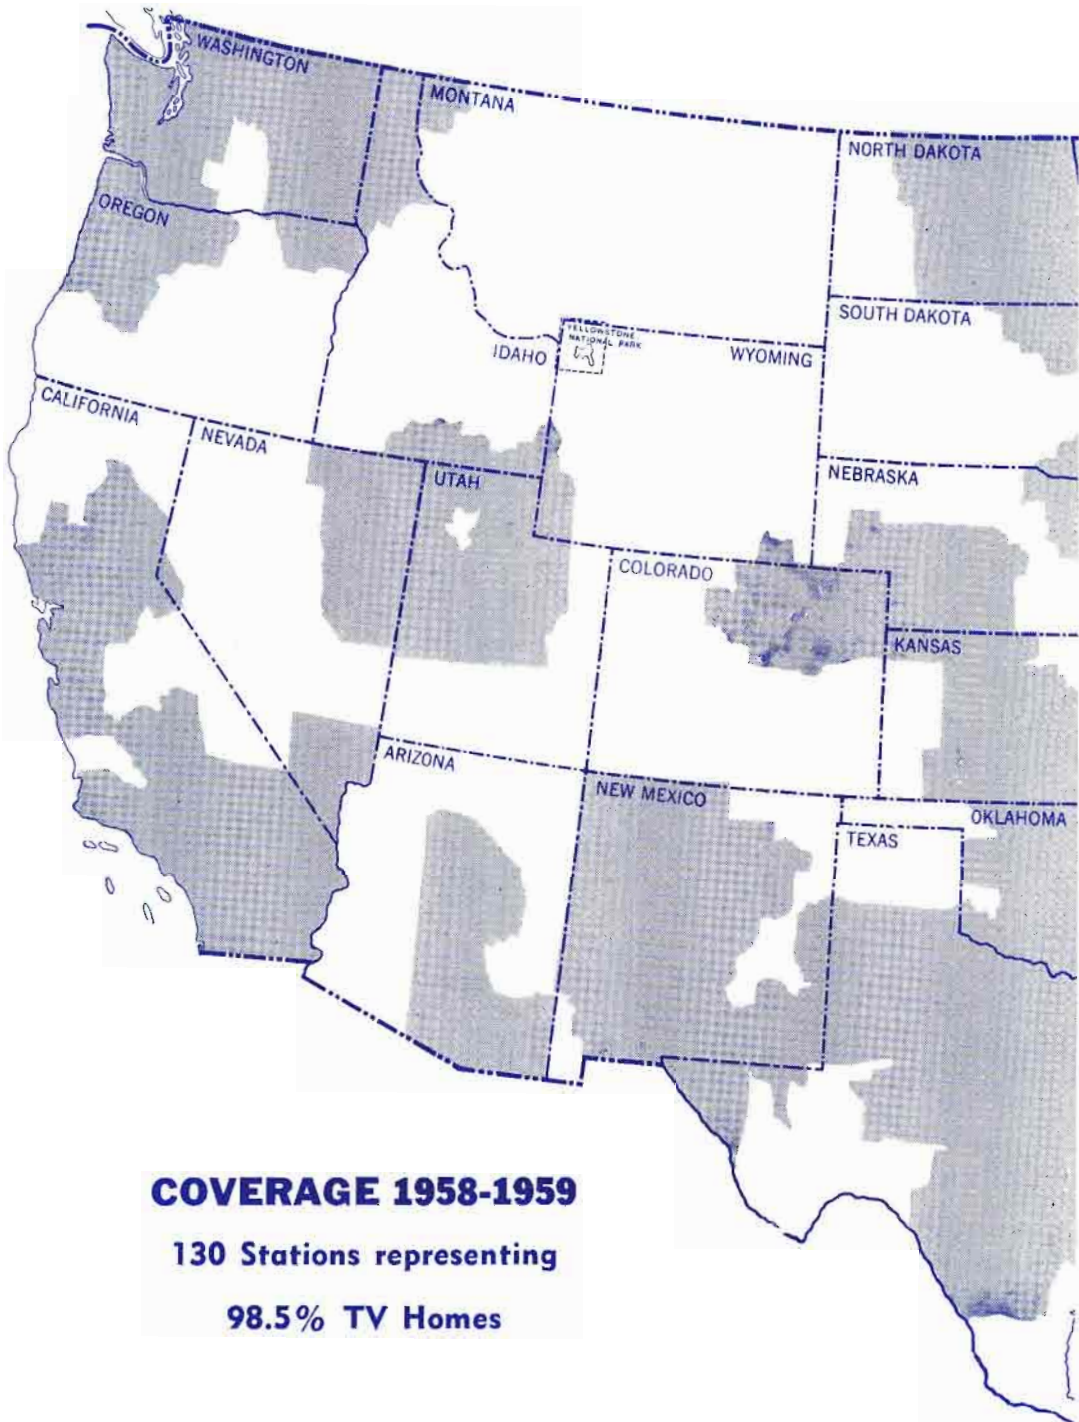 WASHINGTON
MONTANA
NORTH DAKOTA
OREGON
SOUTH DAKOTA
YELLOWSTONE
NATIONAL PARK
IDAHO
WYOMING
CALIFORNIA
NEVADA
UTAH
NEBRASKA
COLORADO
KANSAS
ARIZONA
NEW MEXICO
OKLAHOMA
TEXAS
COVERAGE 1958-1959
130 Stations representing
98.5% TV Homes